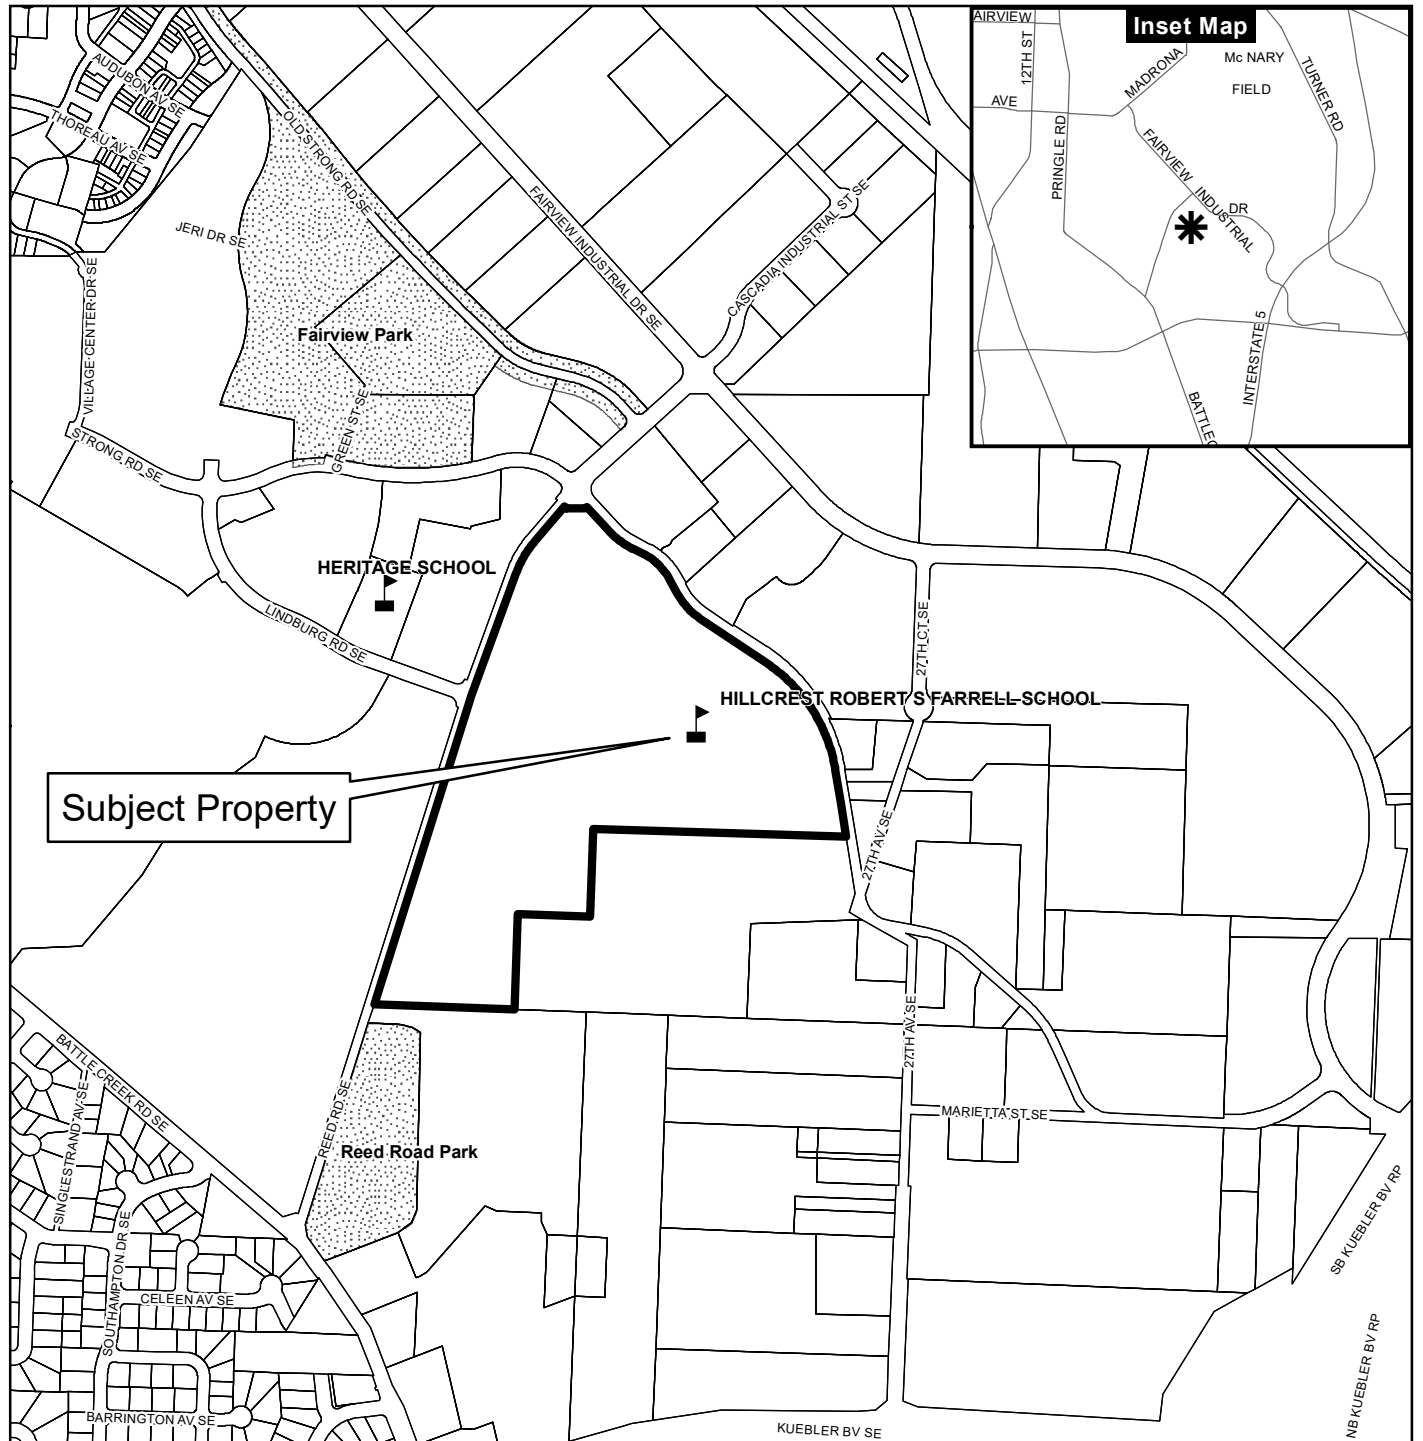 Inset Map
AIRVIEW
12TH ST
MADRONA
Mc NARY
FIELD
TURNER RD
AVE
PRINGLE RD
FAIRVIEW
INDUSTRIAL
DR
INTERSTATE 5
BATTLEC
AUDUBON AV SE
THOREAU AV SE
OLD STRONG RD SE
JERI DR SE
FAIRVIEW INDUSTRIAL DR SE
CASCADIA INDUSTRIAL ST SE
VILLAGE CENTER DR SE
Fairview Park
GREEN ST SE
STRONG RD SE
HERITAGE SCHOOL
LINDBURG RD SE
27TH CT SE
HILLCREST ROBERT S FARRELL SCHOOL
Subject Property
27TH AV SE
27TH AV SE
BATTLE CREEK RD SE
SINGLESTRAND AV SE
REED RD SE
MARIETTA ST SE
Reed Road Park
SOUTHAMPTON DR SE
CELEEN AV SE
SB KUEBLER BV RP
NB KUEBLER BV RP
BARRINGTON AV SE
KUEBLER BV SE